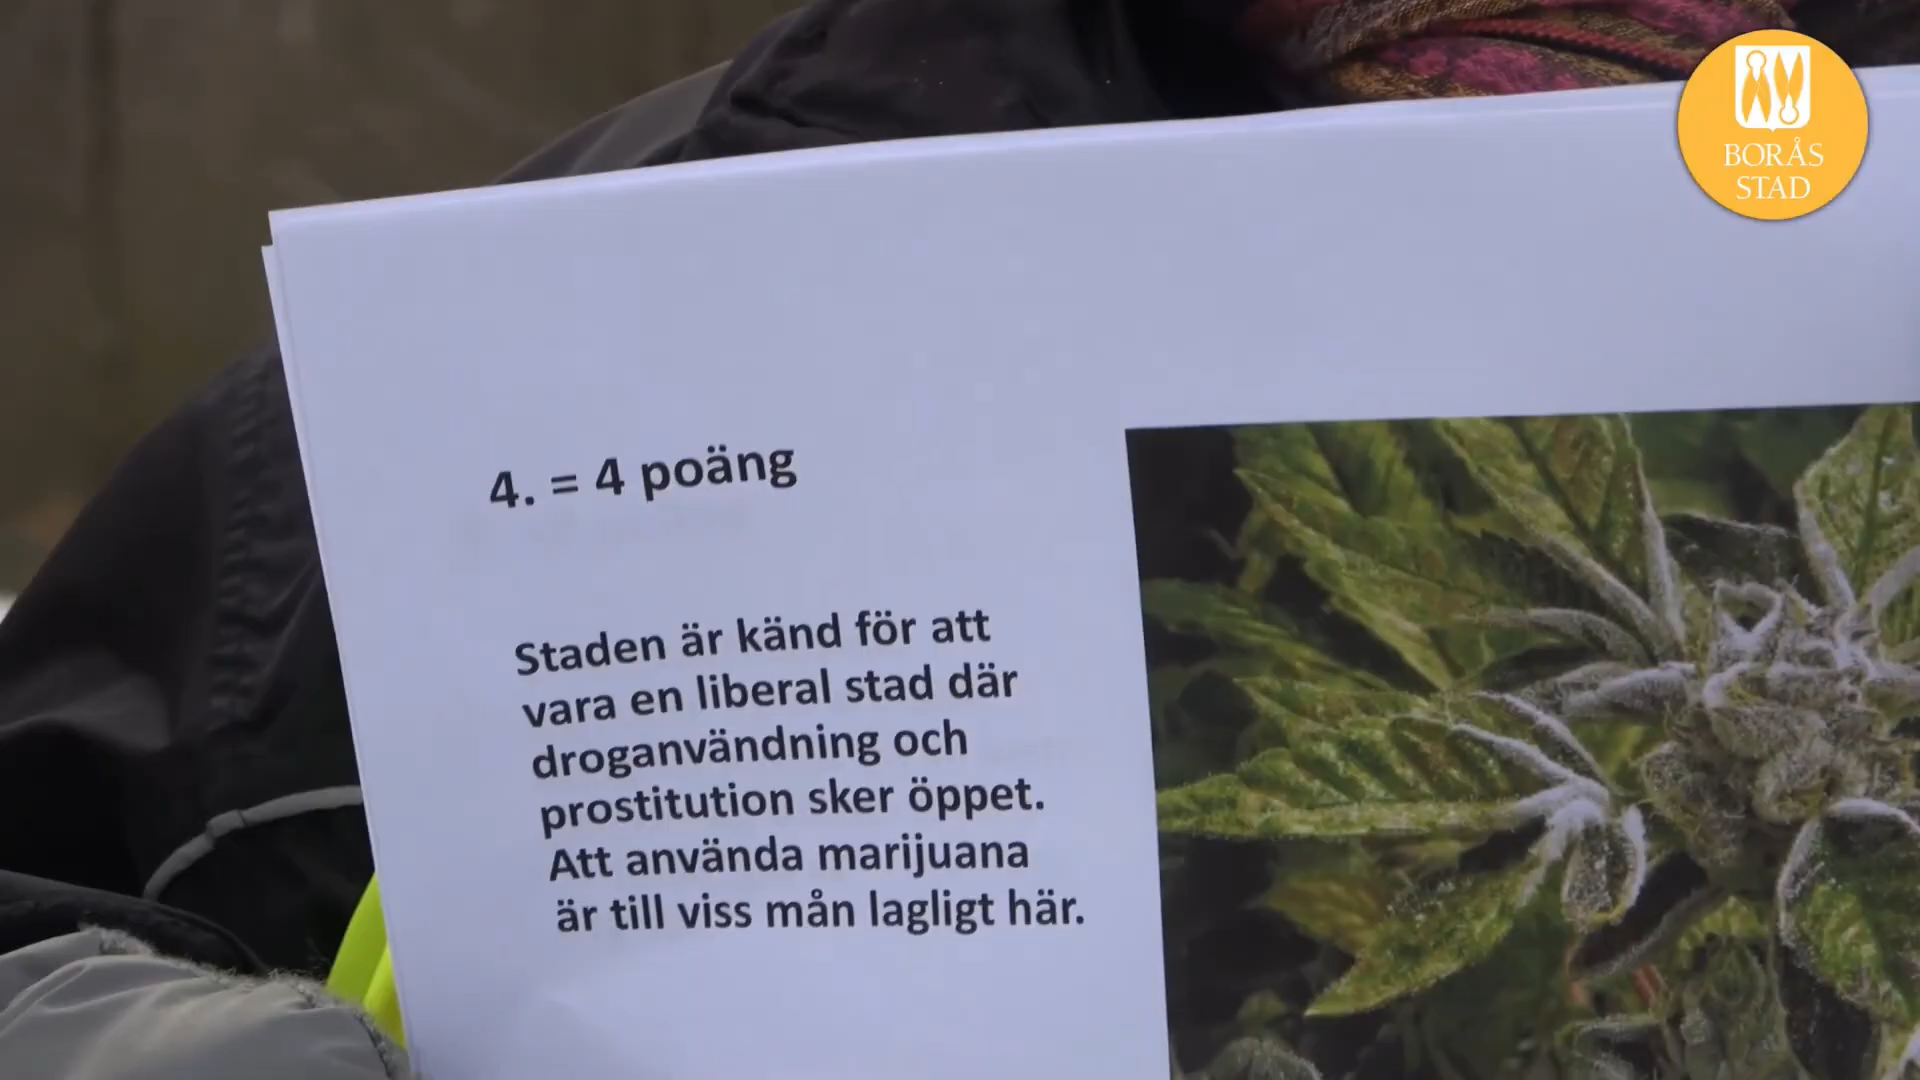 BORÅS
STAD
4. = 4 poäng
Staden är känd för att
vara en liberal stad där
droganvändning och
prostitution sker öppet.
Att använda marijuana
är till viss mån lagligt här.